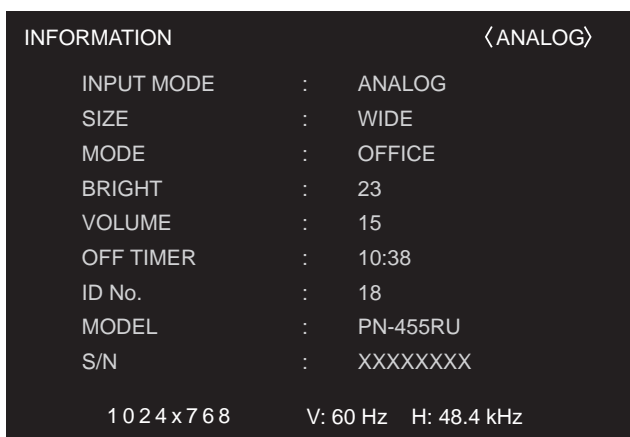 INFORMATION 〈ANALOG〉
INPUT MODE : ANALOG
SIZE : WIDE
MODE : OFFICE
BRIGHT : 23
VOLUME : 15
OFF TIMER : 10:38
ID No. : 18
MODEL : PN-455RU
S/N : XXXXXXXX
1024x768 V: 60 Hz H: 48.4 kHz